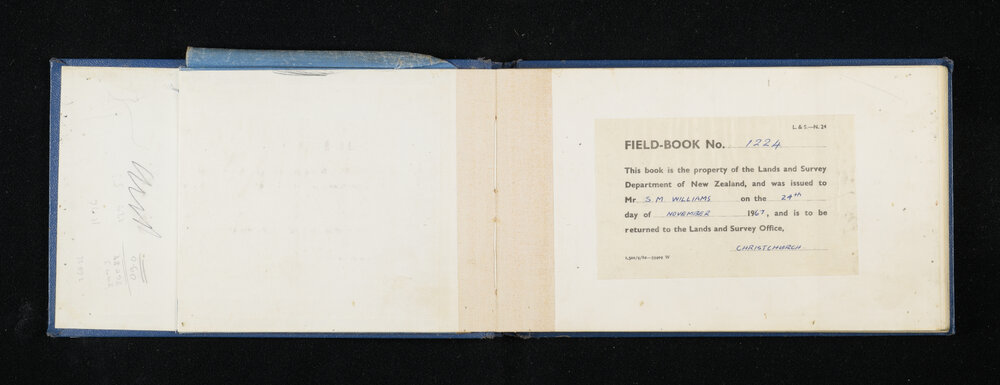 L. & S.—N. 24
FIELD-BOOK No. 1224
This book is the property of the Lands and Survey
Department of New Zealand, and was issued to
Mr S M WILLIAMS on the 24th
day of NOVEMBER 1967, and is to be
returned to the Lands and Survey Office,
CHRISTCHURCH